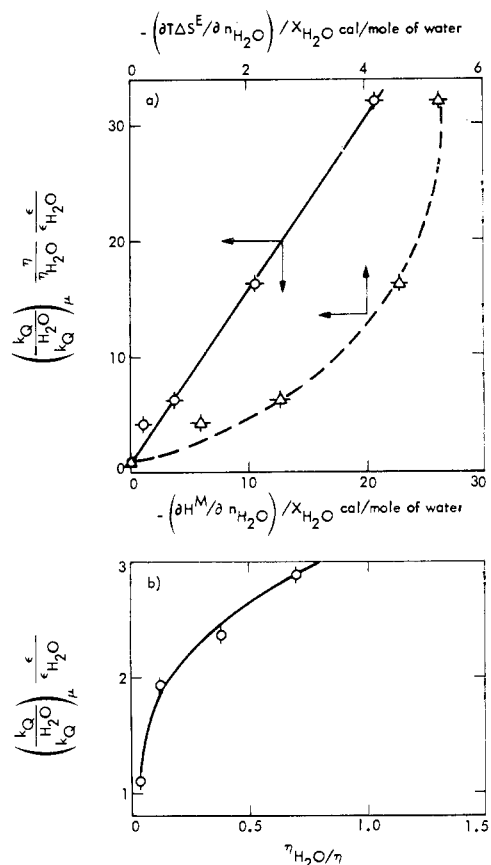 - (∂TΔS^E/∂n_H₂O)/X_H₂O cal/mole of water
0 2 4 6
a)
30
20
10
0
(k_Q/k_Q^H₂O)_μ η/η_H₂O ε/ε_H₂O
0 10 20 30
- (∂H^M/∂n_H₂O)/X_H₂O cal/mole of water
b)
3
2
1
(k_Q/k_Q^H₂O)_μ ε/ε_H₂O
0 0.5 1.0 1.5
η_H₂O/η